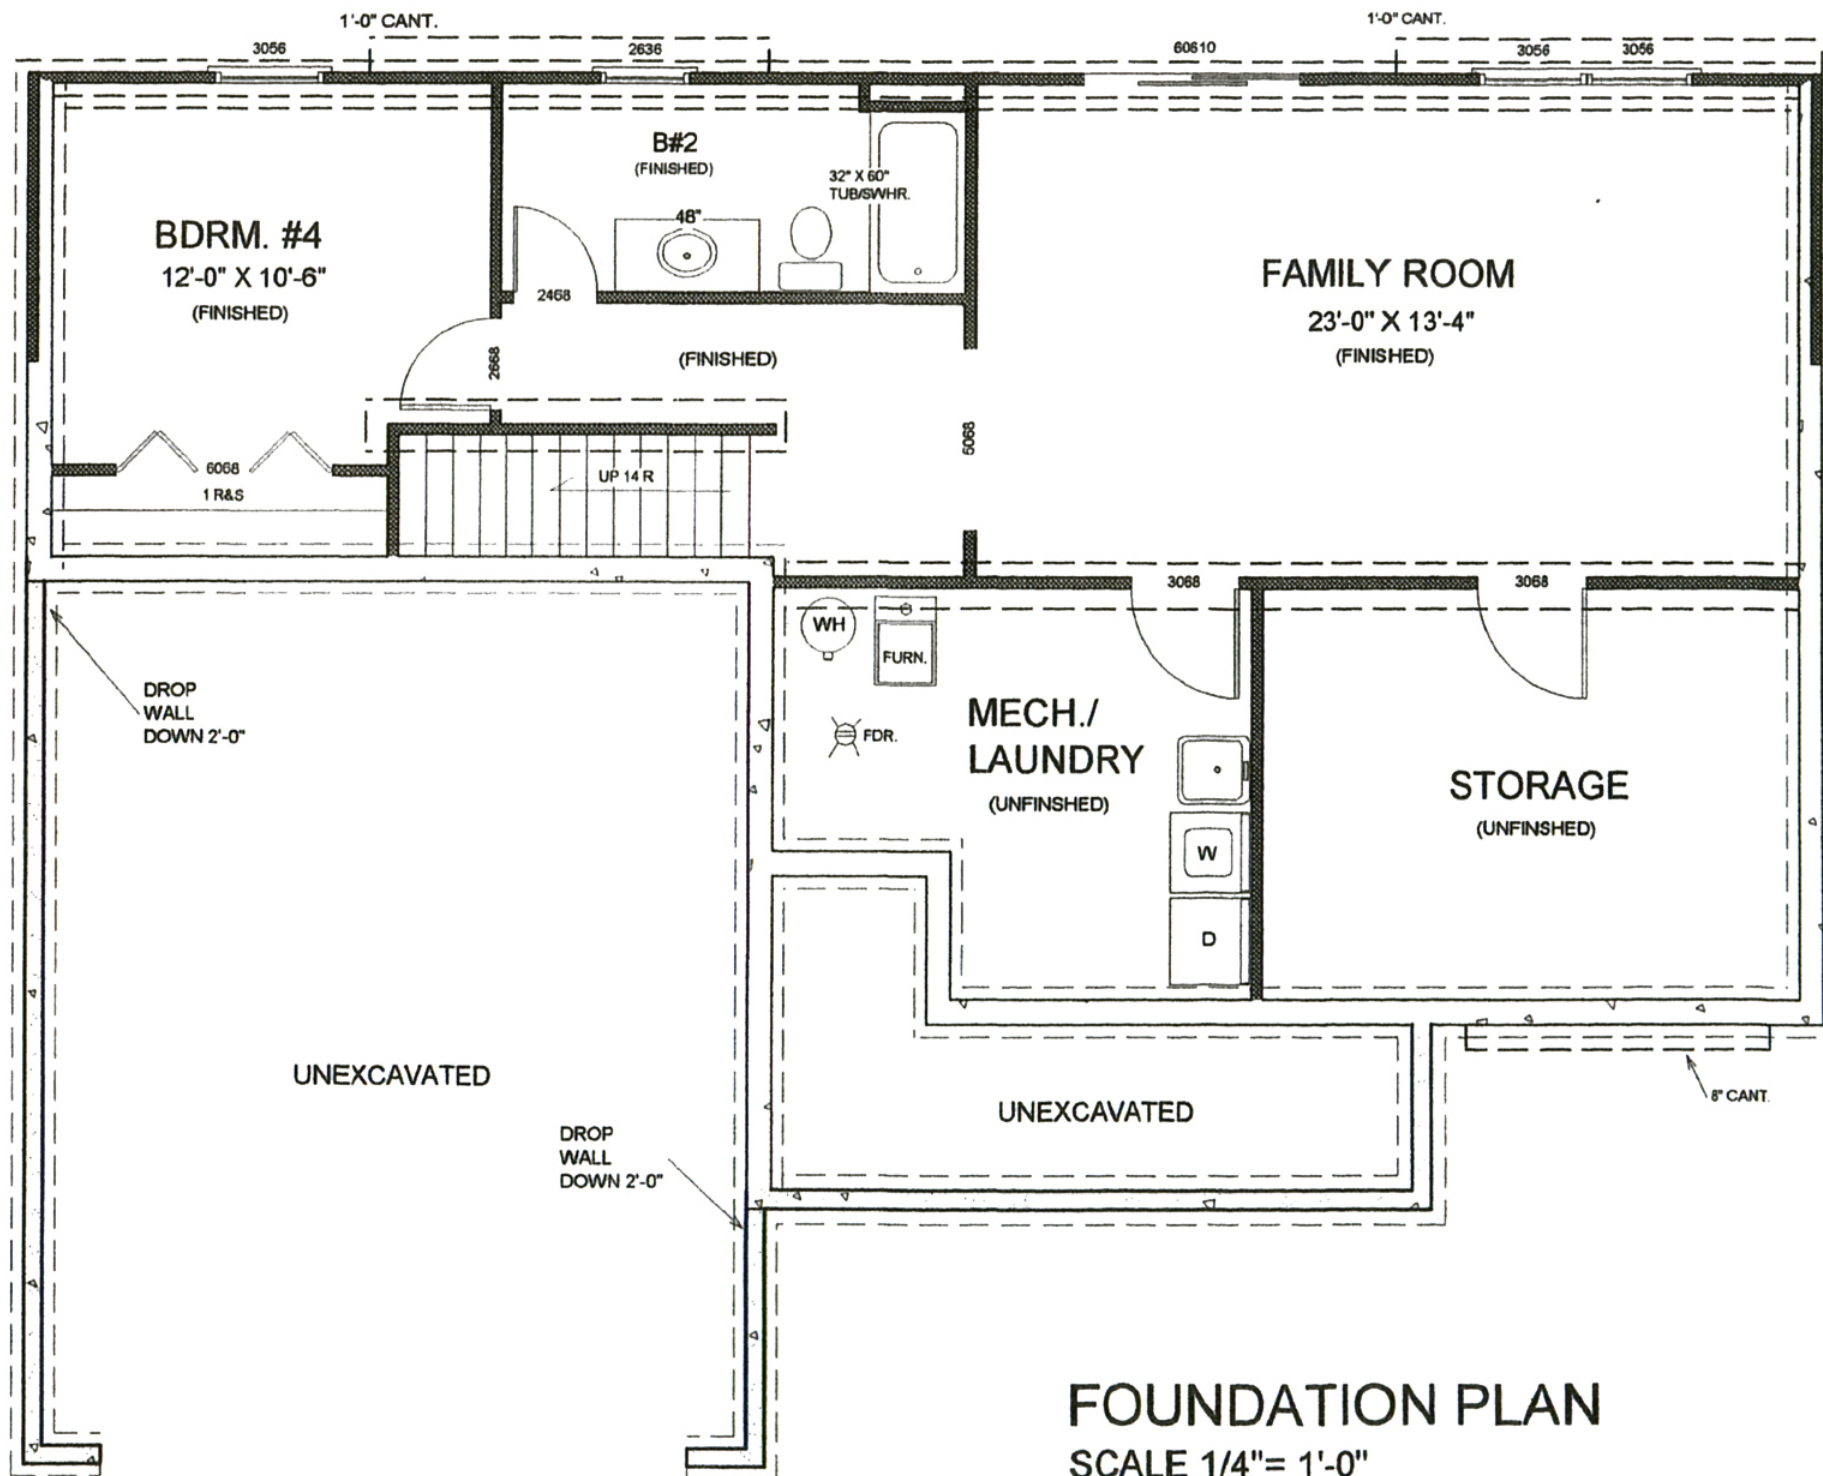 1'-0" CANT.
1'-0" CANT.
3056
2636
60610
3056
3056
B#2
(FINISHED)
32" X 60"
TUB/SWHR.
48"
BDRM. #4
12'-0" X 10'-6"
(FINISHED)
FAMILY ROOM
23'-0" X 13'-4"
(FINISHED)
2468
2668
(FINISHED)
5068
6068
1 R&S
UP 14 R
3068
3068
WH
FURN.
FDR.
DROP
WALL
DOWN 2'-0"
MECH./
LAUNDRY
(UNFINSHED)
STORAGE
(UNFINSHED)
W
D
UNEXCAVATED
UNEXCAVATED
8" CANT.
DROP
WALL
DOWN 2'-0"
FOUNDATION PLAN
SCALE 1/4"= 1'-0"